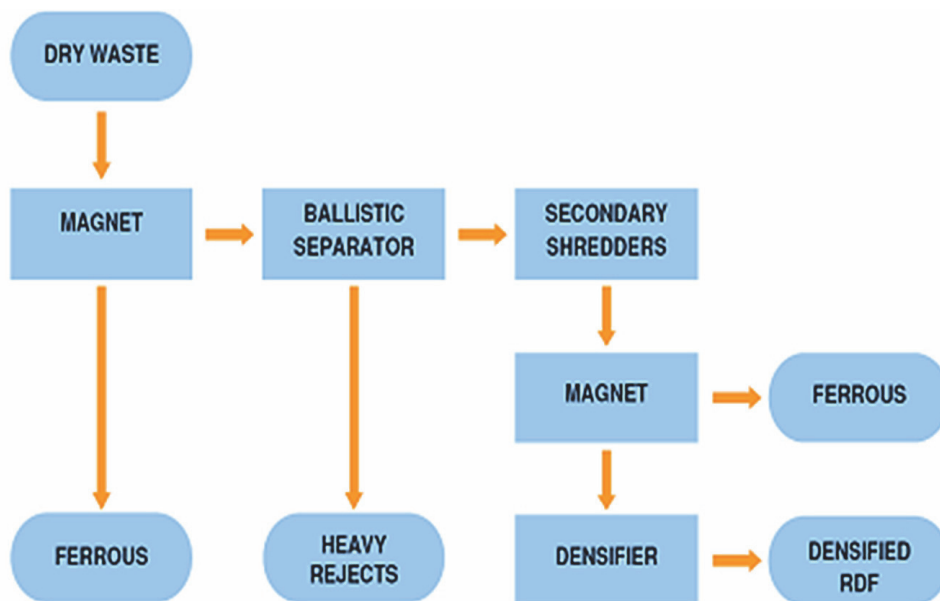 DRY WASTE
MAGNET
BALLISTIC
SEPARATOR
SECONDARY
SHREDDERS
MAGNET
FERROUS
FERROUS
HEAVY
REJECTS
DENSIFIER
DENSIFIED
RDF